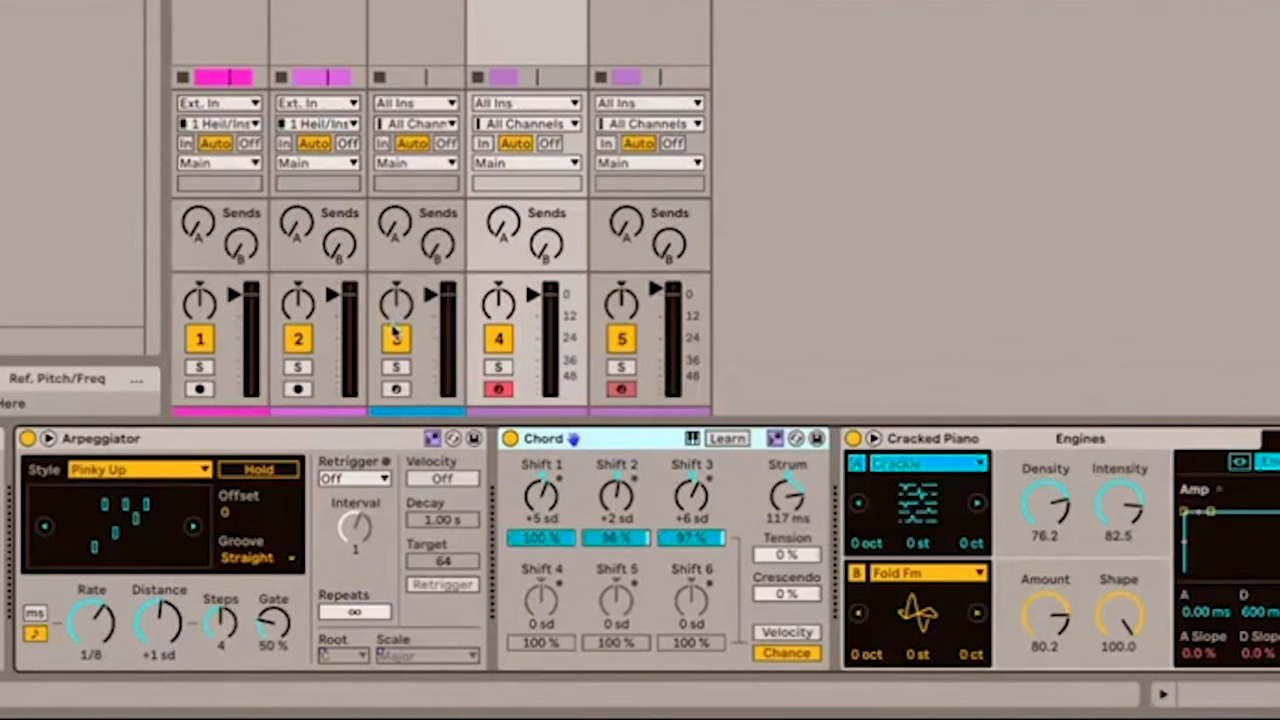 Ext. In Ext. In All Ins All Ins All Ins
1 Heil/Ins 1 Heil/Ins All Chann All Channels All Channels
In Auto Off In Auto Off In Auto Off In Auto Off In Auto Off
Main Main Main Main Main
Sends Sends Sends Sends Sends
A A A A A
B B B B B
0 0
12 12
1 2 3 4 5 24 24
S S S S S 36 36
48 48
Ref. Pitch/Freq ...
Here
Arpeggiator
Style Pinky Up Hold
Offset
0
Groove
Straight
Rate Distance Steps Gate
ms
1/8 +1 sd 4 50 %
Retrigger Velocity
Off Off
Interval Decay
1.00 s
1 Target
64
Repeats Retrigger
∞
Root Scale
C Major
Chord Learn
Shift 1 Shift 2 Shift 3 Strum
+5 sd +2 sd +6 sd 117 ms
100 % 96 % 97 % Tension
0 %
Shift 4 Shift 5 Shift 6 Crescendo
0 %
0 sd 0 sd 0 sd Velocity
100 % 100 % 100 % Chance
Cracked Piano Engines
A Crackle Density Intensity
0 oct 0 st 0 ct 76.2 82.5
B Fold Fm Amount Shape
0 oct 0 st 0 ct 80.2 100.0
Amp
A D
0.00 ms 600 m
A Slope D Slop
0.0 % 0.0 %